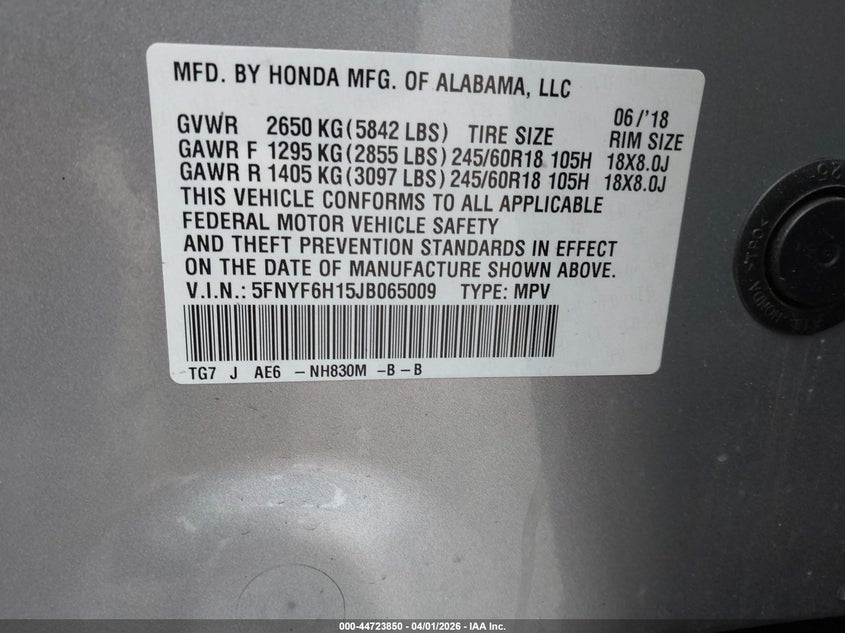 MFD. BY HONDA MFG. OF ALABAMA, LLC
06/'18
GVWR 2650 KG(5842 LBS) TIRE SIZE RIM SIZE
GAWR F 1295 KG(2855 LBS) 245/60R18 105H 18X8.0J
GAWR R 1405 KG(3097 LBS) 245/60R18 105H 18X8.0J
THIS VEHICLE CONFORMS TO ALL APPLICABLE
FEDERAL MOTOR VEHICLE SAFETY
AND THEFT PREVENTION STANDARDS IN EFFECT
ON THE DATE OF MANUFACTURE SHOWN ABOVE.
V.I.N.: 5FNYF6H15JB065009 TYPE: MPV
TG7 J AE6 -NH830M -B-B
HONDA >TPO<
000-44723850 - 04/01/2026 - IAA Inc.